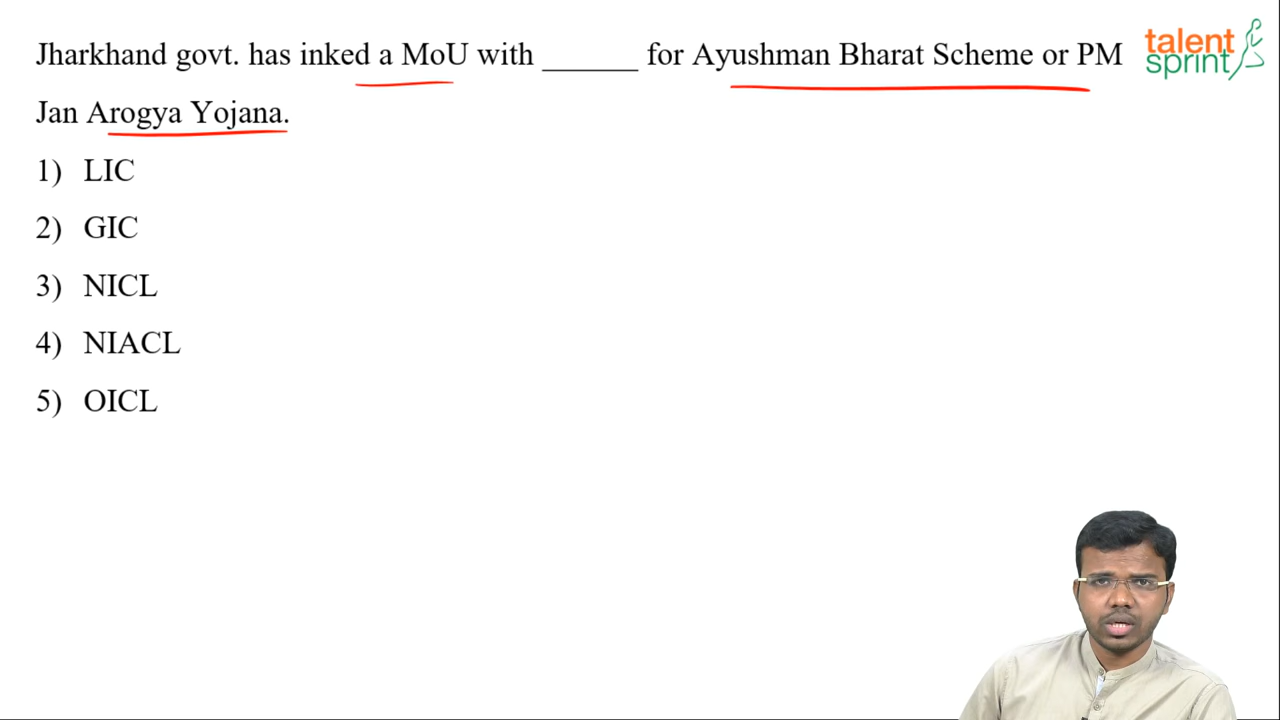 Jharkhand govt. has inked a MoU with ______ for Ayushman Bharat Scheme or PM
Jan Arogya Yojana.
1) LIC
2) GIC
3) NICL
4) NIACL
5) OICL
talent
sprint